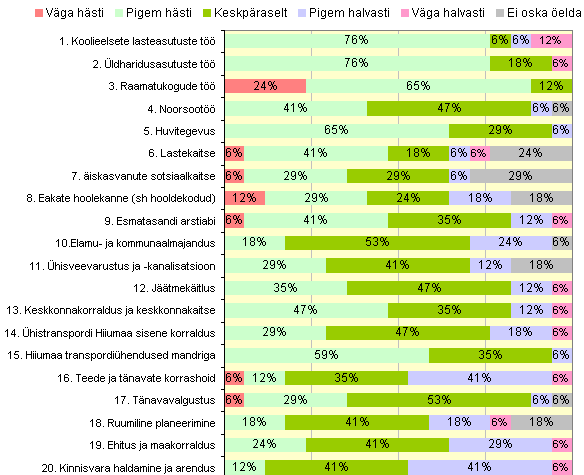 Väga hästi Pigem hästi Keskpäraselt Pigem halvasti Väga halvasti Ei oska öelda
1. Koolieelsete lasteasutuste töö 76% 6% 6% 12%
2. Üldharidusasutuste töö 76% 18% 6%
3. Raamatukogude töö 24% 65% 12%
4. Noorsootöö 41% 47% 6% 6%
5. Huvitegevus 65% 29% 6%
6. Lastekaitse 6% 41% 18% 6% 6% 24%
7. äiskasvanute sotsiaalkaitse 6% 29% 29% 6% 29%
8. Eakate hoolekanne (sh hooldekodud) 12% 29% 24% 18% 18%
9. Esmatasandi arstiabi 6% 41% 35% 12% 6%
10.Elamu- ja kommunaalmajandus 18% 53% 24% 6%
11. Ühisveevarustus ja -kanalisatsioon 29% 41% 12% 18%
12. Jäätmekäitlus 35% 47% 12% 6%
13. Keskkonnakorraldus ja keskkonnakaitse 47% 35% 12% 6%
14. Ühistranspordi Hiiumaa sisene korraldus 29% 47% 18% 6%
15. Hiiumaa transpordiühendused mandriga 59% 35% 6%
16. Teede ja tänavate korrashoid 6% 12% 35% 41% 6%
17. Tänavavalgustus 6% 29% 53% 6% 6%
18. Ruumiline planeerimine 18% 41% 18% 6% 18%
19. Ehitus ja maakorraldus 24% 41% 29% 6%
20. Kinnisvara haldamine ja arendus 12% 41% 41% 6%